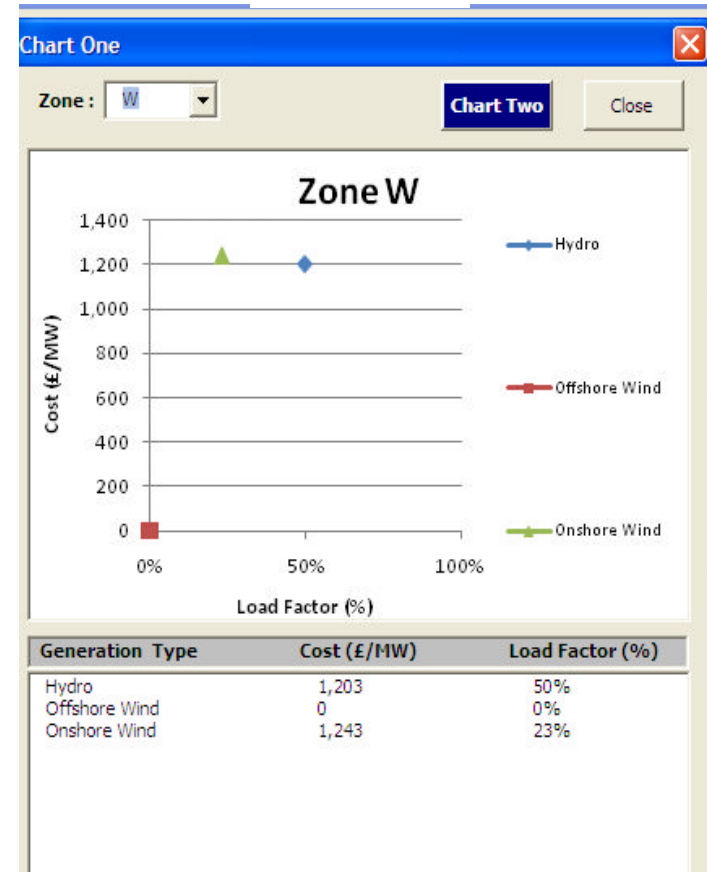 Chart One
Zone : W
Chart Two
Close
Zone W
1,400
1,200
1,000
800
600
400
200
0
Cost (£/MW)
0% 50% 100%
Load Factor (%)
Hydro
Offshore Wind
Onshore Wind
Generation Type Cost (£/MW) Load Factor (%)
Hydro 1,203 50%
Offshore Wind 0 0%
Onshore Wind 1,243 23%